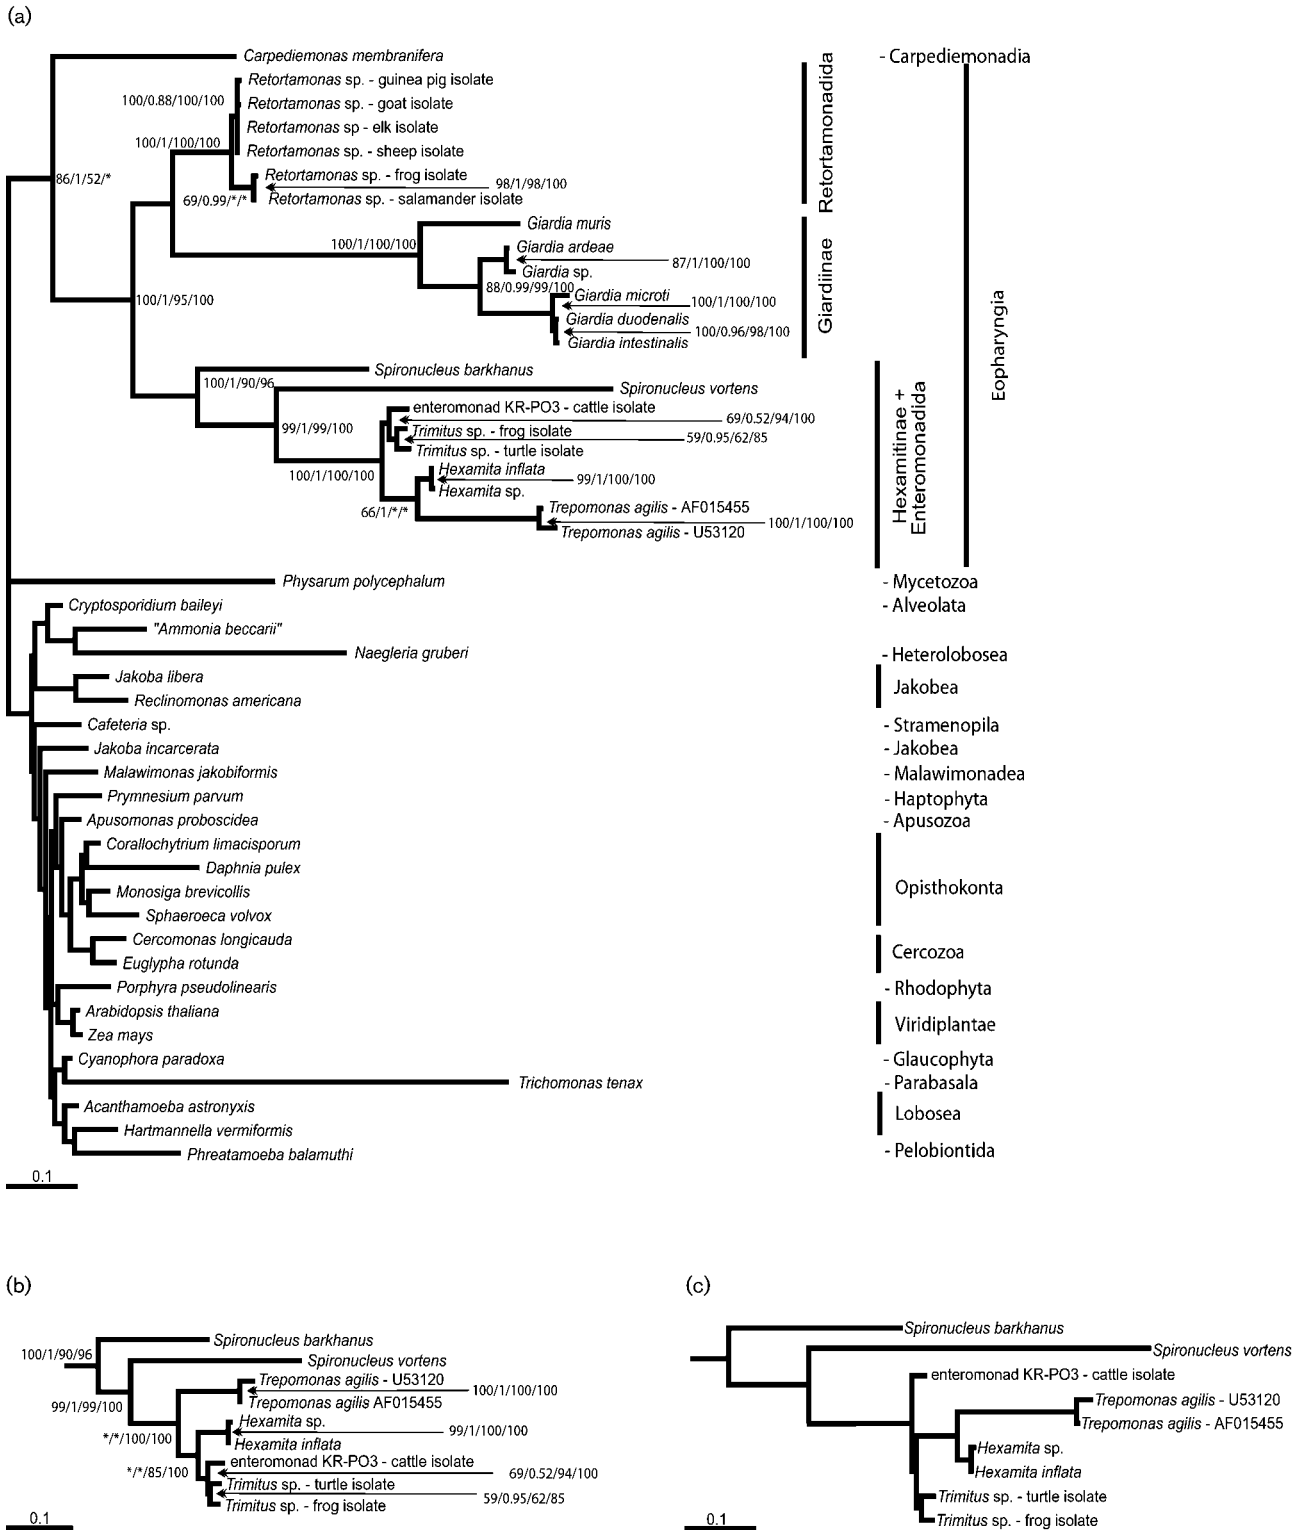 (a)
Carpediemonas membranifera
- Carpediemonadia
Retortamonas sp. - guinea pig isolate
100/0.88/100/100
Retortamonas sp. - goat isolate
Retortamonas sp - elk isolate
100/1/100/100
Retortamonas sp. - sheep isolate
Retortamonadida
86/1/52/*
Retortamonas sp. - frog isolate
98/1/98/100
69/0.99/*/*
Retortamonas sp. - salamander isolate
Giardia muris
100/1/100/100
Giardia ardeae
87/1/100/100
Giardia sp.
88/0.99/99/100
Giardia microti
100/1/95/100
100/1/100/100
Giardia duodenalis
100/0.96/98/100
Giardia intestinalis
Giardiinae
Eopharyngia
Spironucleus barkhanus
100/1/90/96
Spironucleus vortens
enteromonad KR-PO3 - cattle isolate
69/0.52/94/100
99/1/99/100
Trimitus sp. - frog isolate
59/0.95/62/85
Trimitus sp. - turtle isolate
100/1/100/100
Hexamita inflata
99/1/100/100
Hexamita sp.
66/1/*/*
Trepomonas agilis - AF015455
100/1/100/100
Trepomonas agilis - U53120
Hexamitinae +
Enteromonadida
Physarum polycephalum
- Mycetozoa
Cryptosporidium baileyi
- Alveolata
"Ammonia beccarii"
Naegleria gruberi
- Heterolobosea
Jakoba libera
Jakobea
Reclinomonas americana
Cafeteria sp.
- Stramenopila
Jakoba incarcerata
- Jakobea
Malawimonas jakobiformis
- Malawimonadea
Prymnesium parvum
- Haptophyta
Apusomonas proboscidea
- Apusozoa
Corallochytrium limacisporum
Daphnia pulex
Opisthokonta
Monosiga brevicollis
Sphaeroeca volvox
Cercomonas longicauda
Cercozoa
Euglypha rotunda
Porphyra pseudolinearis
- Rhodophyta
Arabidopsis thaliana
Viridiplantae
Zea mays
Cyanophora paradoxa
- Glaucophyta
Trichomonas tenax
- Parabasala
Acanthamoeba astronyxis
Lobosea
Hartmannella vermiformis
Phreatamoeba balamuthi
- Pelobiontida
0.1
(b)
Spironucleus barkhanus
100/1/90/96
Spironucleus vortens
Trepomonas agilis - U53120
100/1/100/100
99/1/99/100
Trepomonas agilis AF015455
Hexamita sp.
99/1/100/100
*/*/100/100
Hexamita inflata
enteromonad KR-PO3 - cattle isolate
*/*/85/100
69/0.52/94/100
Trimitus sp. - turtle isolate
59/0.95/62/85
Trimitus sp. - frog isolate
0.1
(c)
Spironucleus barkhanus
Spironucleus vortens
enteromonad KR-PO3 - cattle isolate
Trepomonas agilis - U53120
Trepomonas agilis - AF015455
Hexamita sp.
Hexamita inflata
Trimitus sp. - turtle isolate
Trimitus sp. - frog isolate
0.1